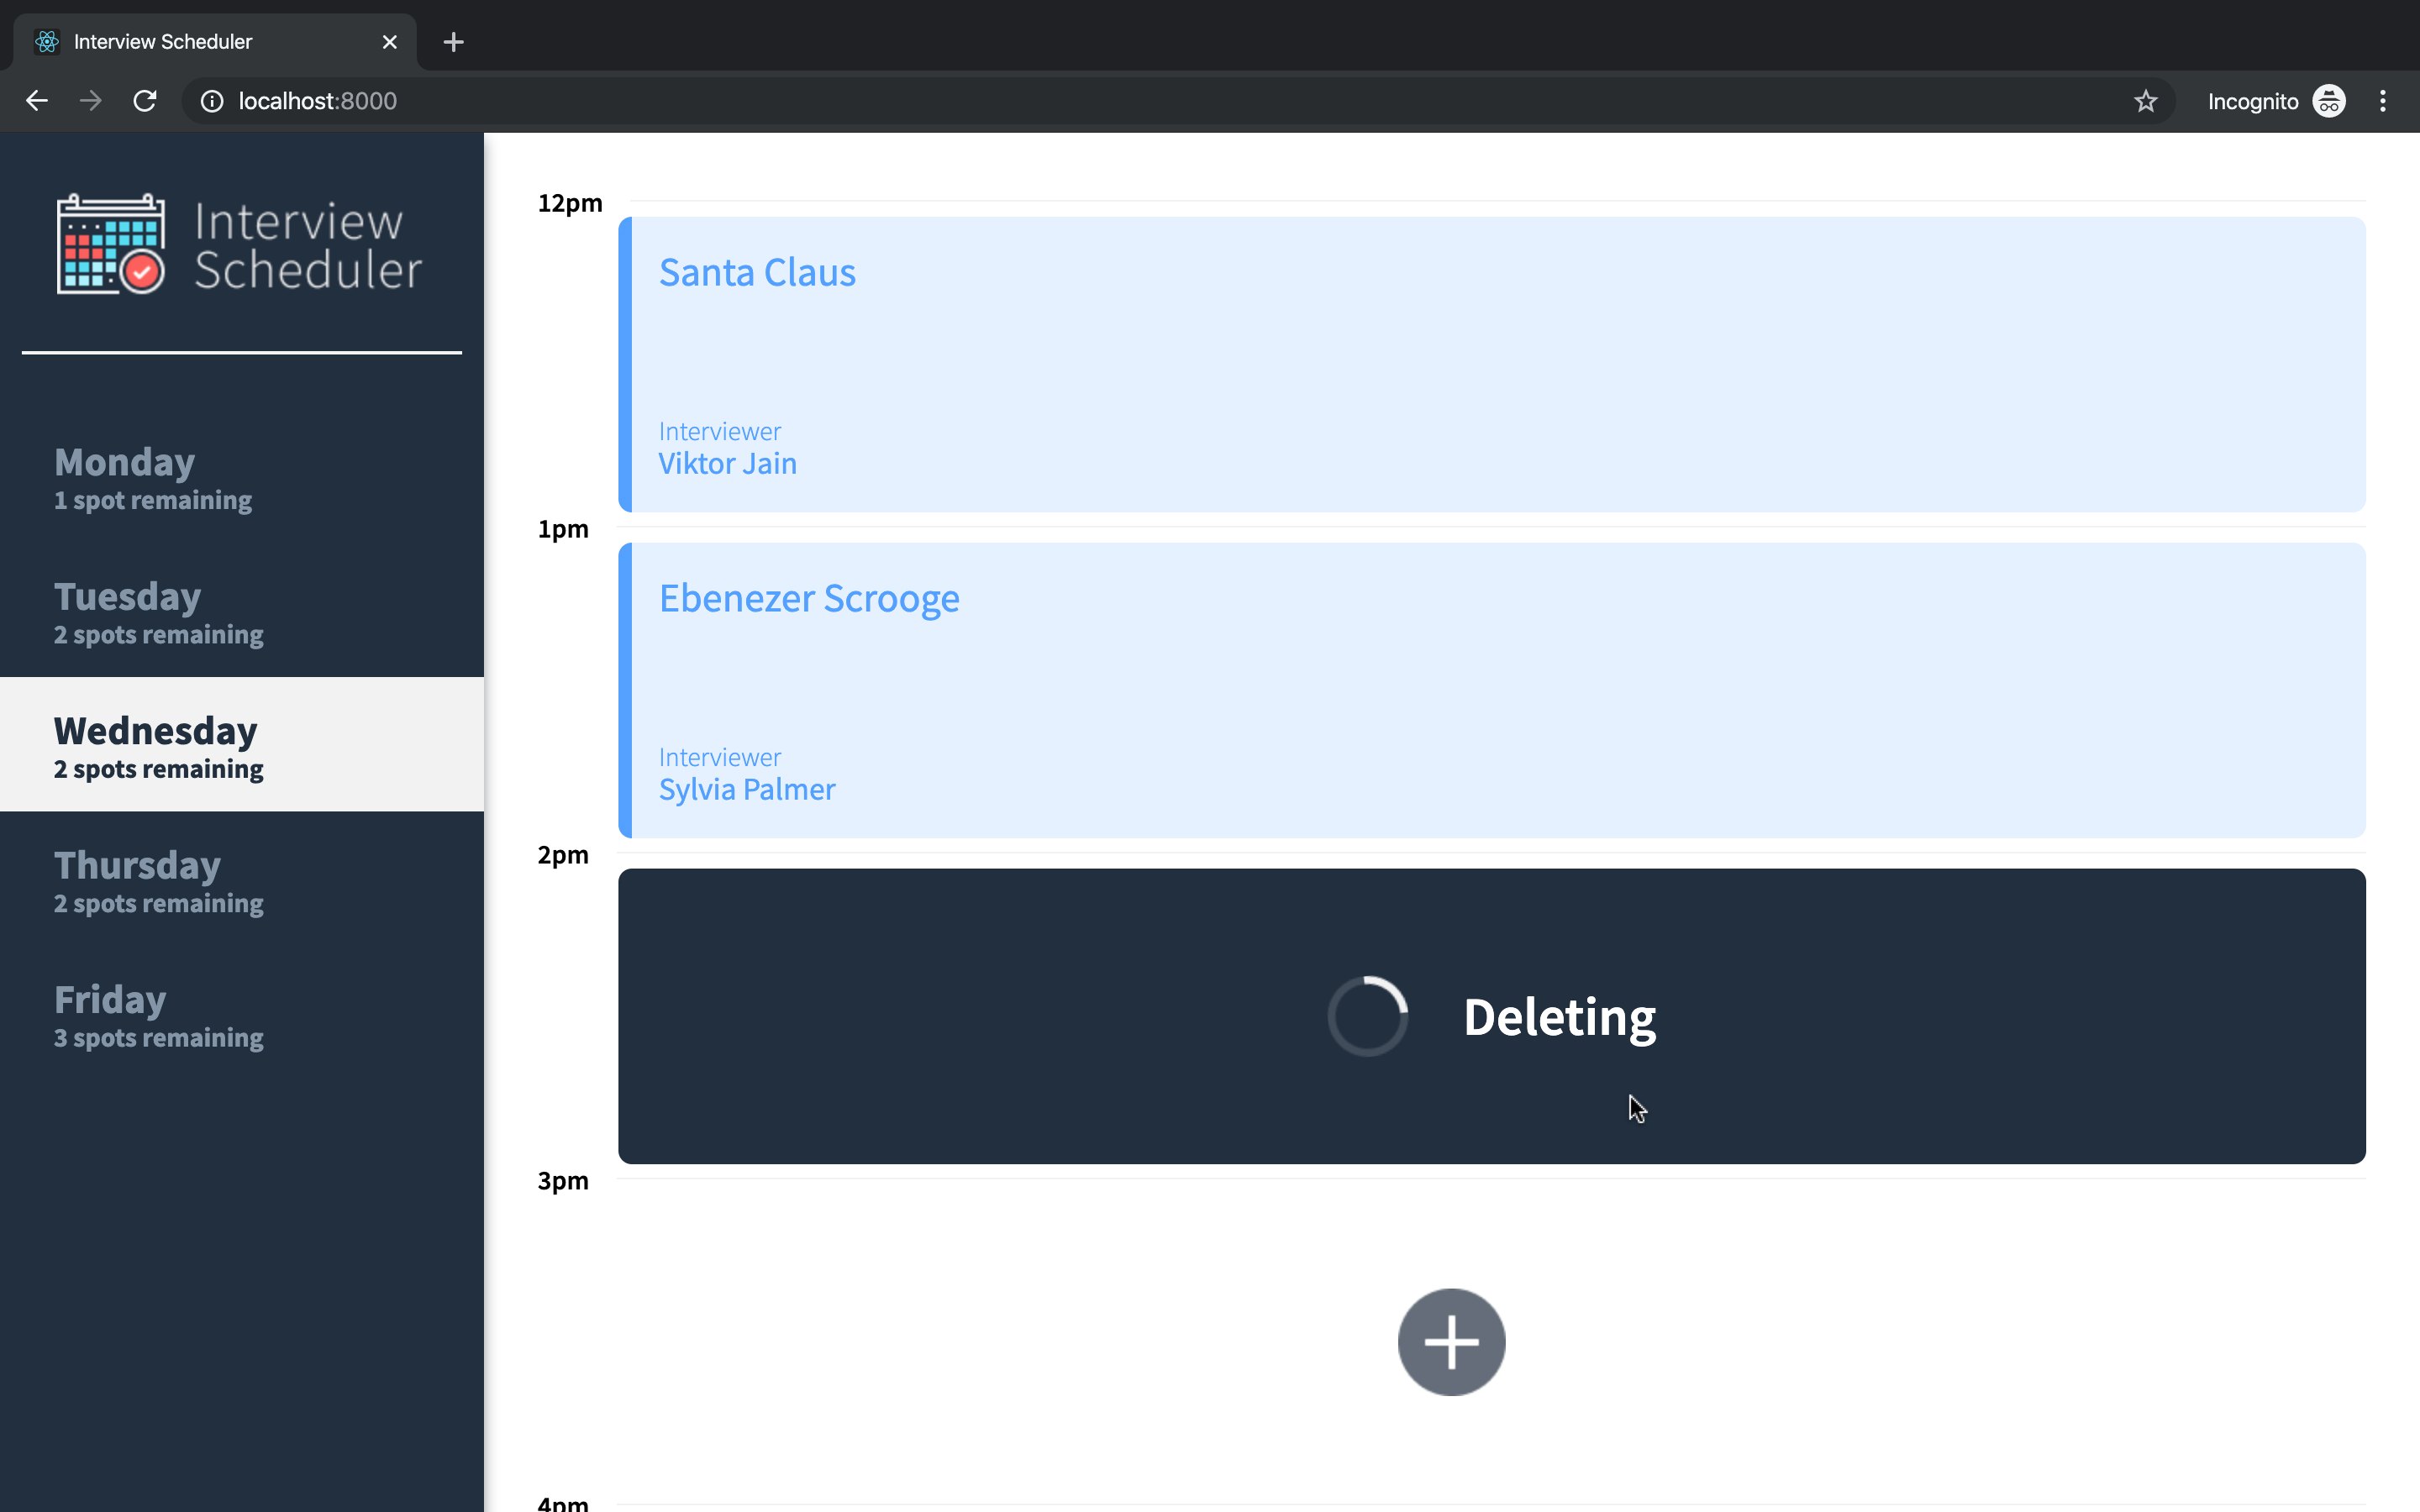 Interview Scheduler
localhost:8000
Incognito
Interview
Scheduler
Monday
1 spot remaining
Tuesday
2 spots remaining
Wednesday
2 spots remaining
Thursday
2 spots remaining
Friday
3 spots remaining
12pm
Santa Claus
Interviewer
Viktor Jain
1pm
Ebenezer Scrooge
Interviewer
Sylvia Palmer
2pm
Deleting
3pm
4pm